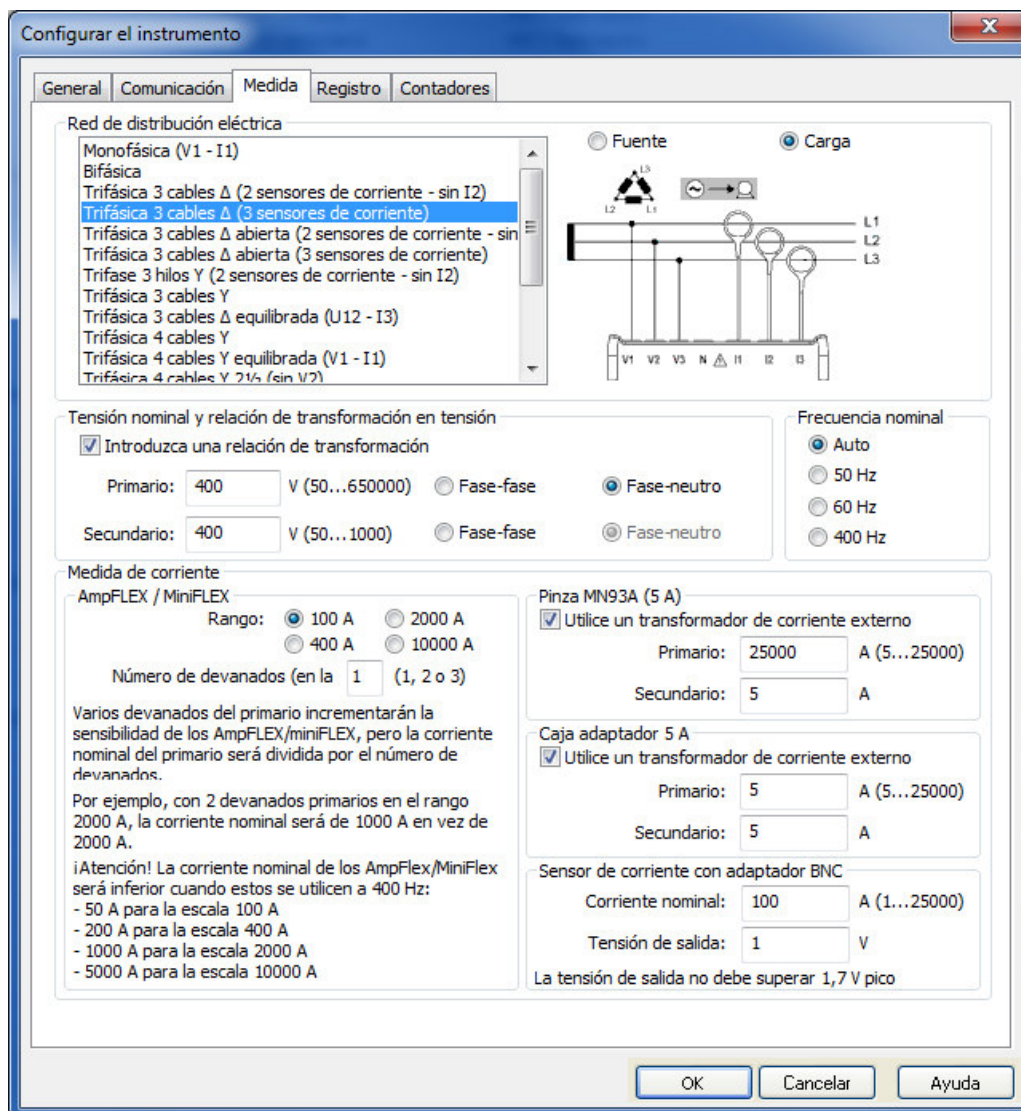 Configurar el instrumento
General
Comunicación
Medida
Registro
Contadores
Red de distribución eléctrica
Monofásica (V1 - I1)
Bifásica
Trifásica 3 cables Δ (2 sensores de corriente - sin I2)
Trifásica 3 cables Δ (3 sensores de corriente)
Trifásica 3 cables Δ abierta (2 sensores de corriente - sin
Trifásica 3 cables Δ abierta (3 sensores de corriente)
Trifase 3 hilos Y (2 sensores de corriente - sin I2)
Trifásica 3 cables Y
Trifásica 3 cables Δ equilibrada (U12 - I3)
Trifásica 4 cables Y
Trifásica 4 cables Y equilibrada (V1 - I1)
Trifásica 4 cables Y 2½ (sin V2)
Fuente
Carga
L3
L2 L1
L1
L2
L3
V1 V2 V3 N I1 I2 I3
Tensión nominal y relación de transformación en tensión
Introduzca una relación de transformación
Primario: 400 V (50...650000) Fase-fase Fase-neutro
Secundario: 400 V (50...1000) Fase-fase Fase-neutro
Frecuencia nominal
Auto
50 Hz
60 Hz
400 Hz
Medida de corriente
AmpFLEX / MiniFLEX
Rango: 100 A 2000 A
400 A 10000 A
Número de devanados (en la 1 (1, 2 o 3)
Varios devanados del primario incrementarán la
sensibilidad de los AmpFLEX/miniFLEX, pero la corriente
nominal del primario será dividida por el número de
devanados.
Por ejemplo, con 2 devanados primarios en el rango
2000 A, la corriente nominal será de 1000 A en vez de
2000 A.
¡Atención! La corriente nominal de los AmpFlex/MiniFlex
será inferior cuando estos se utilicen a 400 Hz:
- 50 A para la escala 100 A
- 200 A para la escala 400 A
- 1000 A para la escala 2000 A
- 5000 A para la escala 10000 A
Pinza MN93A (5 A)
Utilice un transformador de corriente externo
Primario: 25000 A (5...25000)
Secundario: 5 A
Caja adaptador 5 A
Utilice un transformador de corriente externo
Primario: 5 A (5...25000)
Secundario: 5 A
Sensor de corriente con adaptador BNC
Corriente nominal: 100 A (1...25000)
Tensión de salida: 1 V
La tensión de salida no debe superar 1,7 V pico
OK
Cancelar
Ayuda